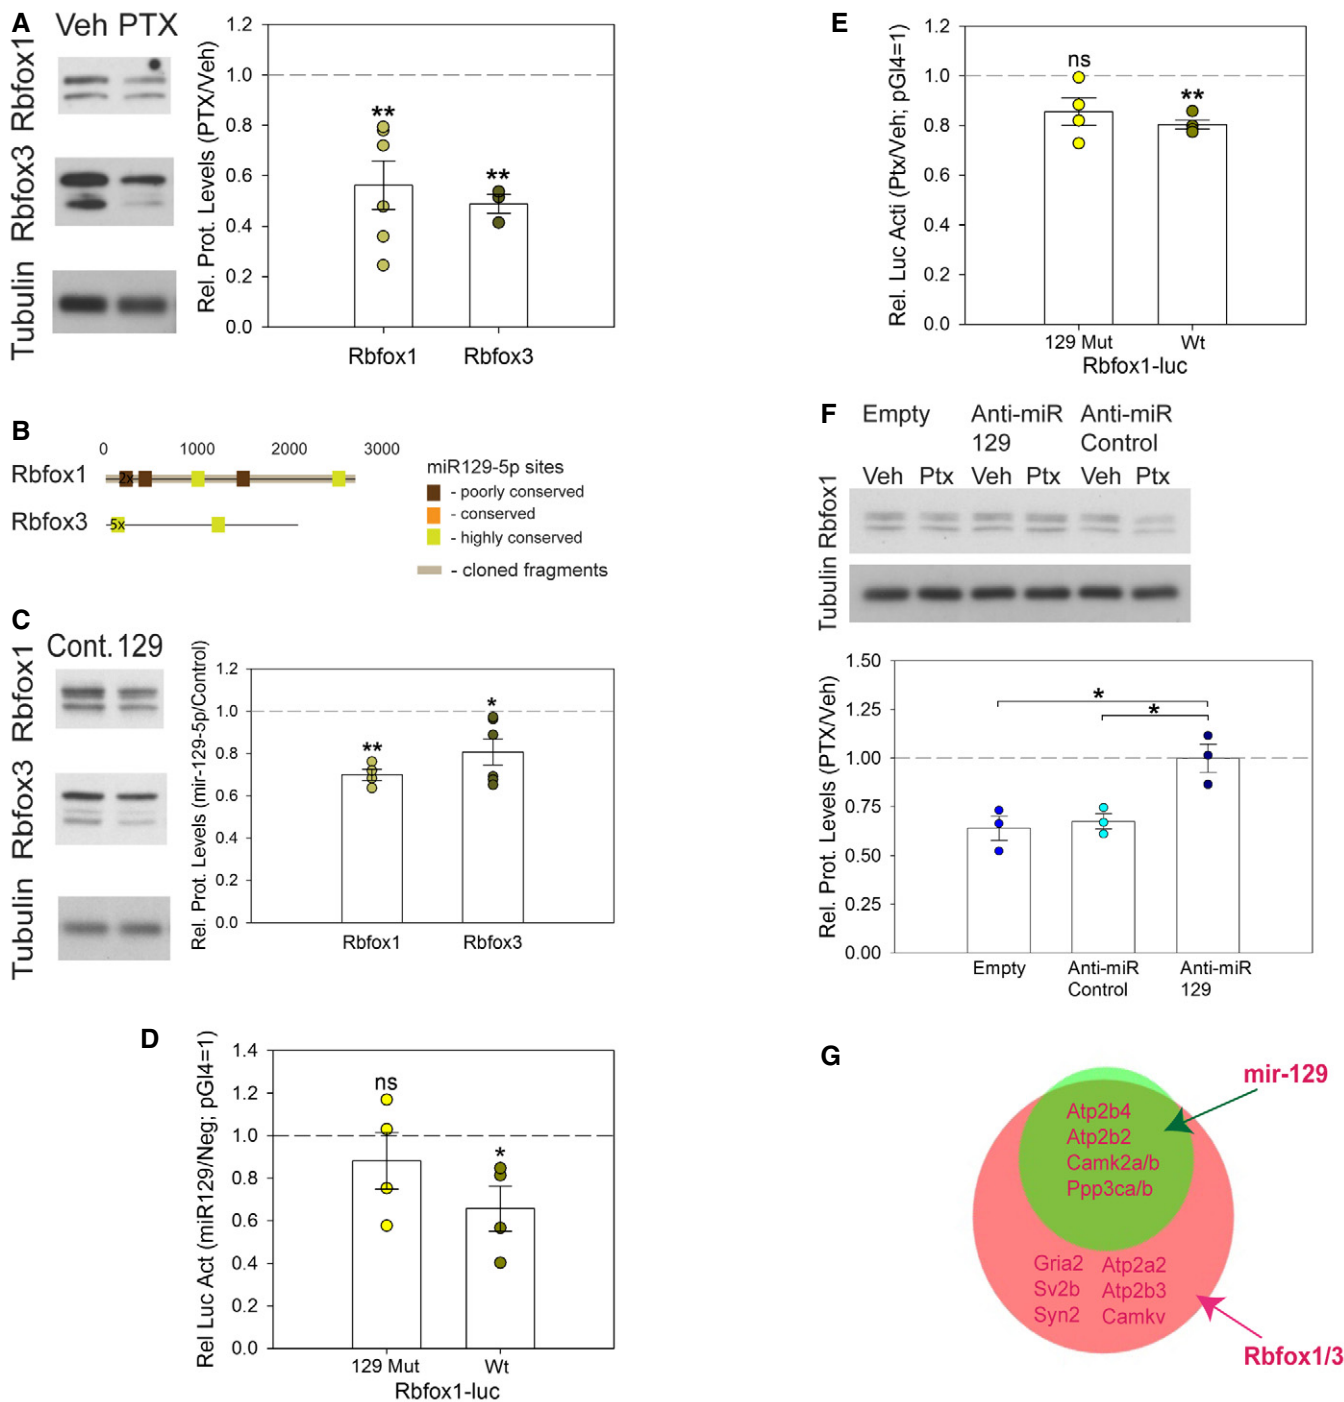 A
Veh PTX
Rbfox1
Rbfox3
Tubulin
Rel. Prot. Levels (PTX/Veh)
1.2
1.0
0.8
0.6
0.4
0.2
0.0
**
**
Rbfox1
Rbfox3
B
0
1000
2000
3000
Rbfox1
2x
Rbfox3
5x
miR129-5p sites
- poorly conserved
- conserved
- highly conserved
- cloned fragments
C
Cont. 129
Rbfox1
Rbfox3
Tubulin
Rel. Prot. Levels (mir-129-5p/Control)
1.2
1.0
0.8
0.6
0.4
0.2
0.0
**
*
Rbfox1
Rbfox3
D
Rel Luc Act (miR129/Neg; pGl4=1)
1.4
1.2
1.0
0.8
0.6
0.4
0.2
0.0
ns
*
129 Mut
Wt
Rbfox1-luc
E
Rel. Luc Acti (Ptx/Veh; pGl4=1)
1.2
1.0
0.8
0.6
0.4
0.2
0.0
ns
**
129 Mut
Wt
Rbfox1-luc
F
Empty
Anti-miR
129
Anti-miR
Control
Veh Ptx Veh Ptx Veh Ptx
Rbfox1
Tubulin
Rel. Prot. Levels (PTX/Veh)
1.50
1.25
1.00
0.75
0.50
0.25
0.00
*
*
Empty
Anti-miR
Control
Anti-miR
129
G
mir-129
Atp2b4
Atp2b2
Camk2a/b
Ppp3ca/b
Gria2 Atp2a2
Sv2b Atp2b3
Syn2 Camkv
Rbfox1/3